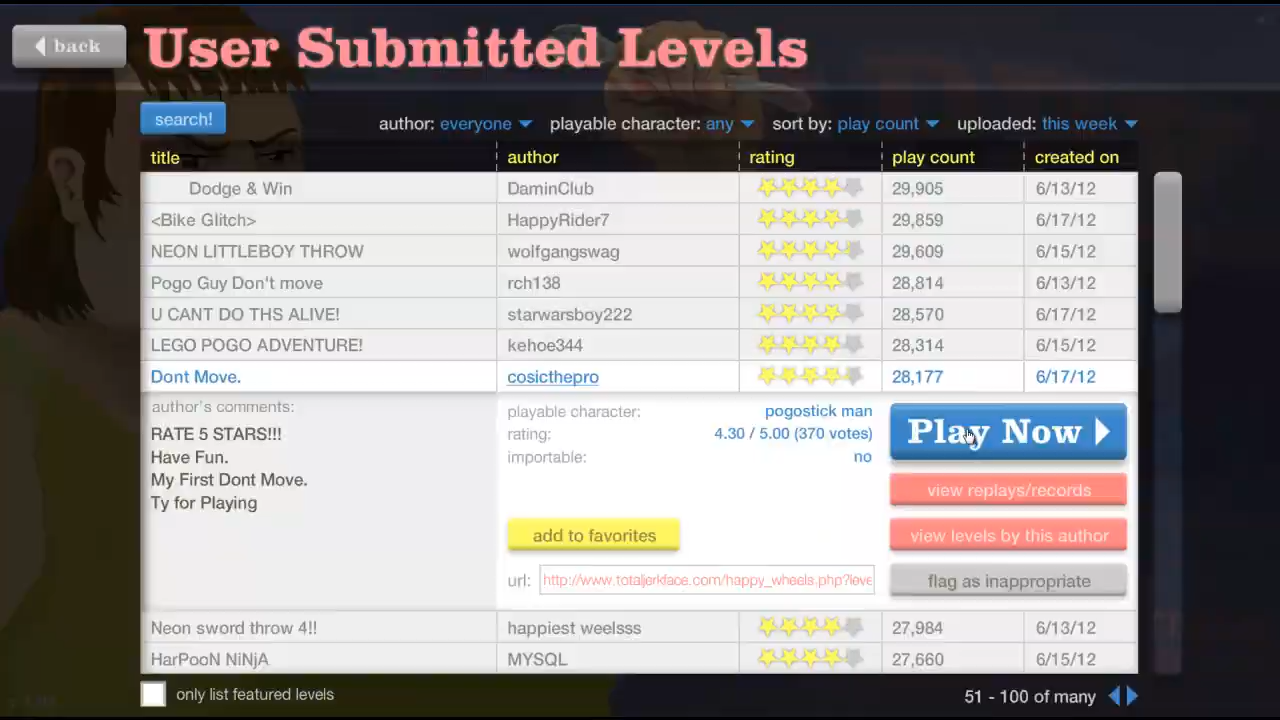 back
User Submitted Levels
search!
author: everyone playable character: any sort by: play count uploaded: this week
title author rating play count created on
Dodge & Win DaminClub 29,905 6/13/12
<Bike Glitch> HappyRider7 29,859 6/17/12
NEON LITTLEBOY THROW wolfgangswag 29,609 6/15/12
Pogo Guy Don't move rch138 28,814 6/13/12
U CANT DO THS ALIVE! starwarsboy222 28,570 6/17/12
LEGO POGO ADVENTURE! kehoe344 28,314 6/15/12
Dont Move. cosicthepro 28,177 6/17/12
author's comments:
RATE 5 STARS!!!
Have Fun.
My First Dont Move.
Ty for Playing
playable character: pogostick man
rating: 4.30 / 5.00 (370 votes)
importable: no
add to favorites
url: http://www.totaljerkface.com/happy_wheels.php?leve
Play Now
view replays/records
view levels by this author
flag as inappropriate
Neon sword throw 4!! happiest weelsss 27,984 6/13/12
HarPooN NiNjA MYSQL 27,660 6/15/12
only list featured levels
51 - 100 of many